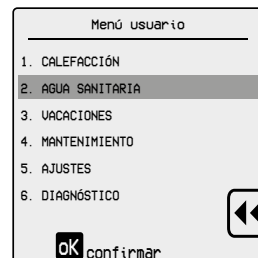 Menú usuario
1. CALEFACCIÓN
2. AGUA SANITARIA
3. VACACIONES
4. MANTENIMIENTO
5. AJUSTES
6. DIAGNÓSTICO
OK confirmar